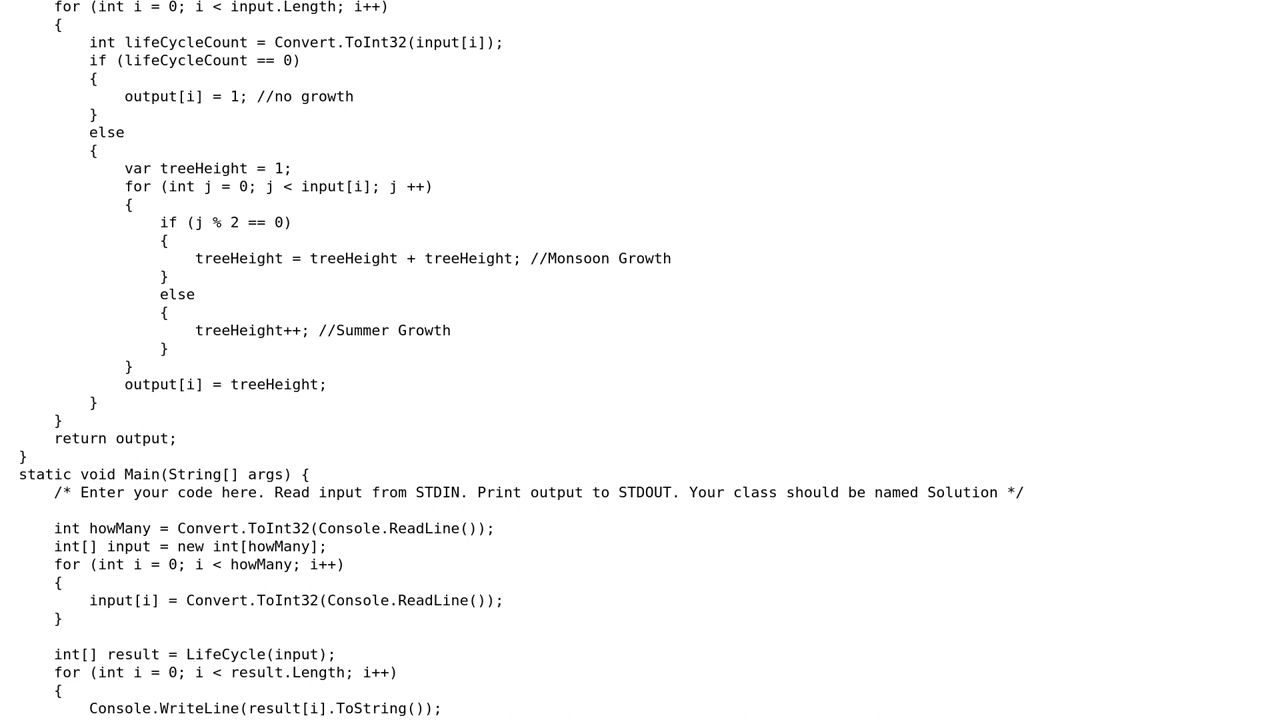 for (int i = 0; i < input.Length; i++)
{
int lifeCycleCount = Convert.ToInt32(input[i]);
if (lifeCycleCount == 0)
{
output[i] = 1; //no growth
}
else
{
var treeHeight = 1;
for (int j = 0; j < input[i]; j ++)
{
if (j % 2 == 0)
{
treeHeight = treeHeight + treeHeight; //Monsoon Growth
}
else
{
treeHeight++; //Summer Growth
}
}
output[i] = treeHeight;
}
}
return output;
}
static void Main(String[] args) {
/* Enter your code here. Read input from STDIN. Print output to STDOUT. Your class should be named Solution */
int howMany = Convert.ToInt32(Console.ReadLine());
int[] input = new int[howMany];
for (int i = 0; i < howMany; i++)
{
input[i] = Convert.ToInt32(Console.ReadLine());
}
int[] result = LifeCycle(input);
for (int i = 0; i < result.Length; i++)
{
Console.WriteLine(result[i].ToString());